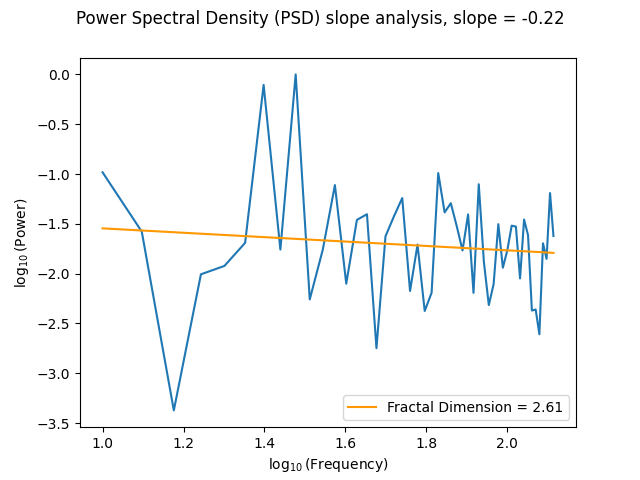 Power Spectral Density (PSD) slope analysis, slope = -0.22
0.0
−0.5
−1.0
−1.5
−2.0
−2.5
−3.0
−3.5
log₁₀(Power)
Fractal Dimension = 2.61
1.0 1.2 1.4 1.6 1.8 2.0
log₁₀(Frequency)